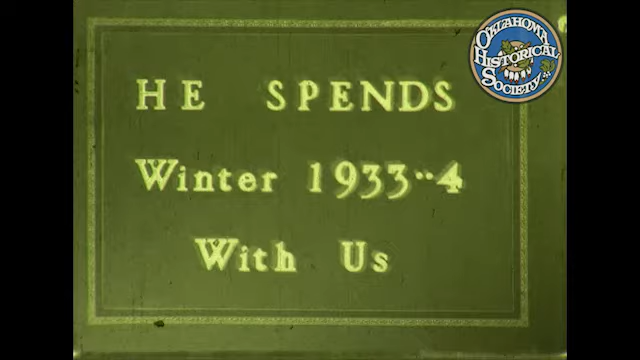 OKLAHOMA
HISTORICAL
SOCIETY
HE SPENDS
Winter 1933--4
With Us